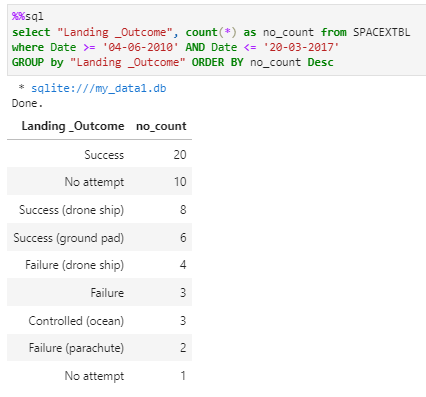 %%sql
select "Landing _Outcome", count(*) as no_count from SPACEXTBL
where Date >= '04-06-2010' AND Date <= '20-03-2017'
GROUP by "Landing _Outcome" ORDER BY no_count Desc
* sqlite:///my_data1.db
Done.
Landing _Outcome no_count
Success 20
No attempt 10
Success (drone ship) 8
Success (ground pad) 6
Failure (drone ship) 4
Failure 3
Controlled (ocean) 3
Failure (parachute) 2
No attempt 1